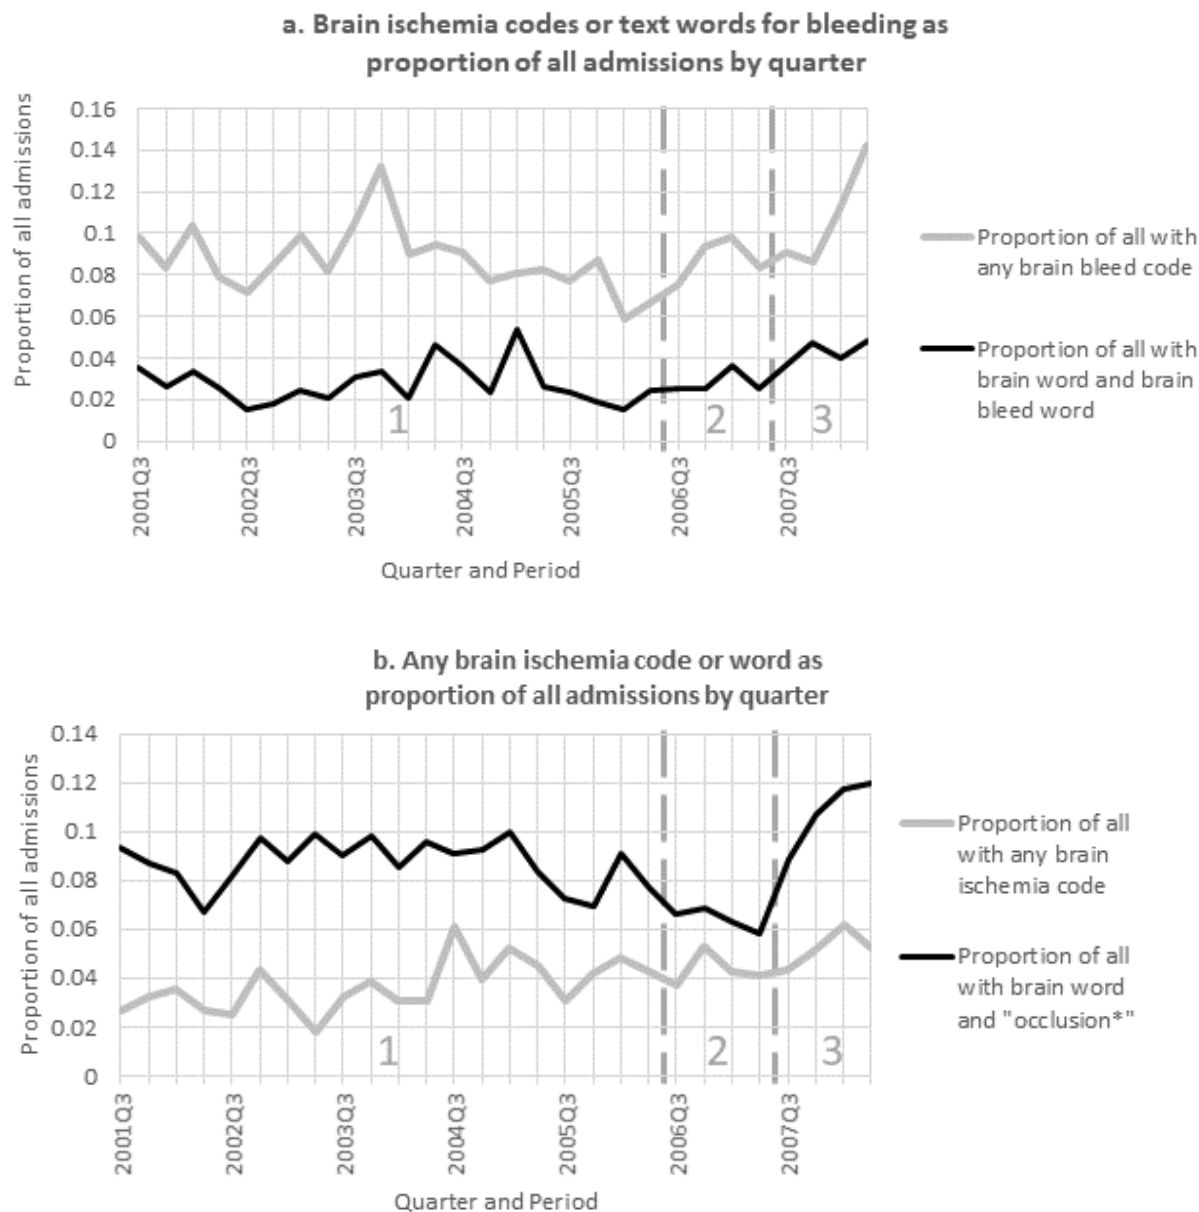 a. Brain ischemia codes or text words for bleeding as
proportion of all admissions by quarter
Proportion of all admissions
0.16
0.14
0.12
0.1
0.08
0.06
0.04
0.02
0
1
2
3
2001Q3
2002Q3
2003Q3
2004Q3
2005Q3
2006Q3
2007Q3
Quarter and Period
Proportion of all with
any brain bleed code
Proportion of all with
brain word and brain
bleed word
b. Any brain ischemia code or word as
proportion of all admissions by quarter
Proportion of all admissions
0.14
0.12
0.1
0.08
0.06
0.04
0.02
0
1
2
3
2001Q3
2002Q3
2003Q3
2004Q3
2005Q3
2006Q3
2007Q3
Quarter and Period
Proportion of all
with any brain
ischemia code
Proportion of all
with brain word
and "occlusion*"